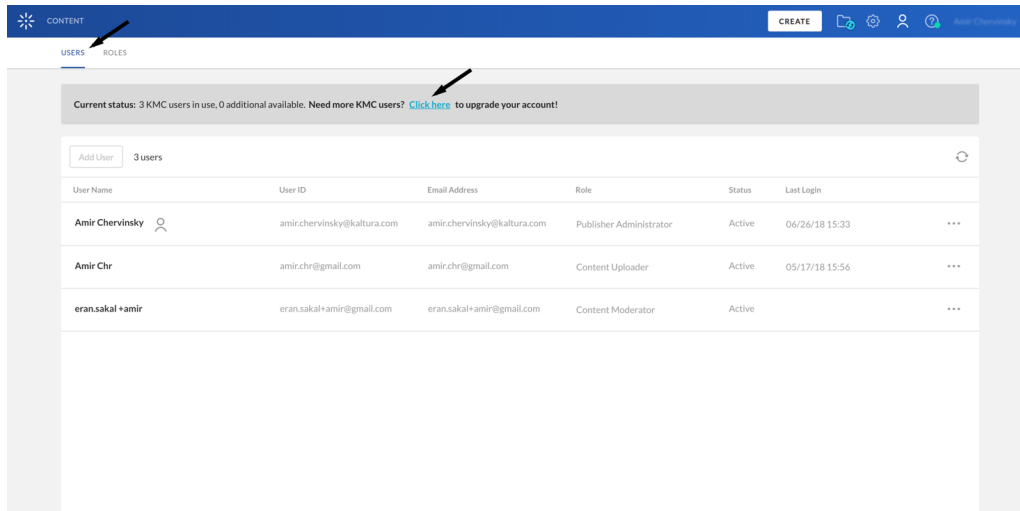 CONTENT CREATE Amir Chervinsky
USERS ROLES
Current status: 3 KMC users in use, 0 additional available. Need more KMC users? Click here to upgrade your account!
Add User 3 users
User Name User ID Email Address Role Status Last Login
Amir Chervinsky amir.chervinsky@kaltura.com amir.chervinsky@kaltura.com Publisher Administrator Active 06/26/18 15:33
Amir Chr amir.chr@gmail.com amir.chr@gmail.com Content Uploader Active 05/17/18 15:56
eran.sakal +amir eran.sakal+amir@gmail.com eran.sakal+amir@gmail.com Content Moderator Active